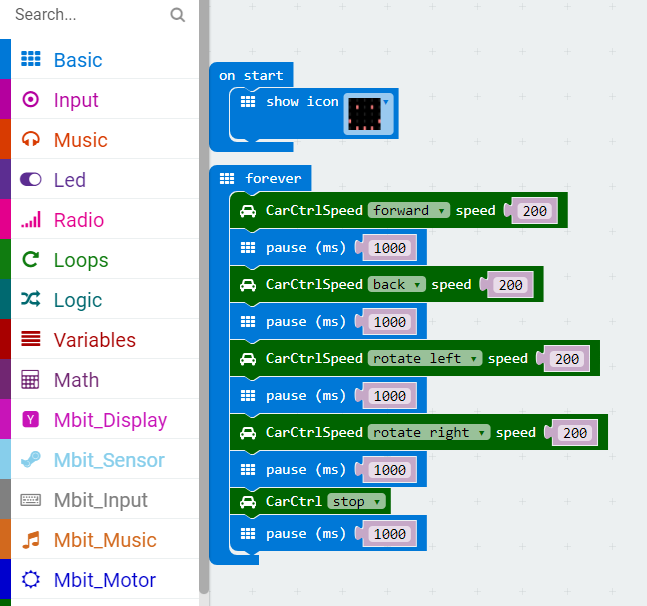 Search...
Basic
Input
Music
Led
Radio
Loops
Logic
Variables
Math
Mbit_Display
Mbit_Sensor
Mbit_Input
Mbit_Music
Mbit_Motor
on start
show icon
forever
CarCtrlSpeed forward speed 200
pause (ms) 1000
CarCtrlSpeed back speed 200
pause (ms) 1000
CarCtrlSpeed rotate left speed 200
pause (ms) 1000
CarCtrlSpeed rotate right speed 200
pause (ms) 1000
CarCtrl stop
pause (ms) 1000